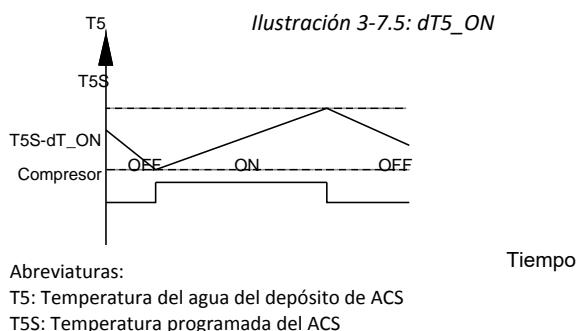 T5
Ilustración 3-7.5: dT5_ON
T5S
T5S-dT_ON
OFF ON OFF
Compresor
Tiempo
Abreviaturas:
T5: Temperatura del agua del depósito de ACS
T5S: Temperatura programada del ACS